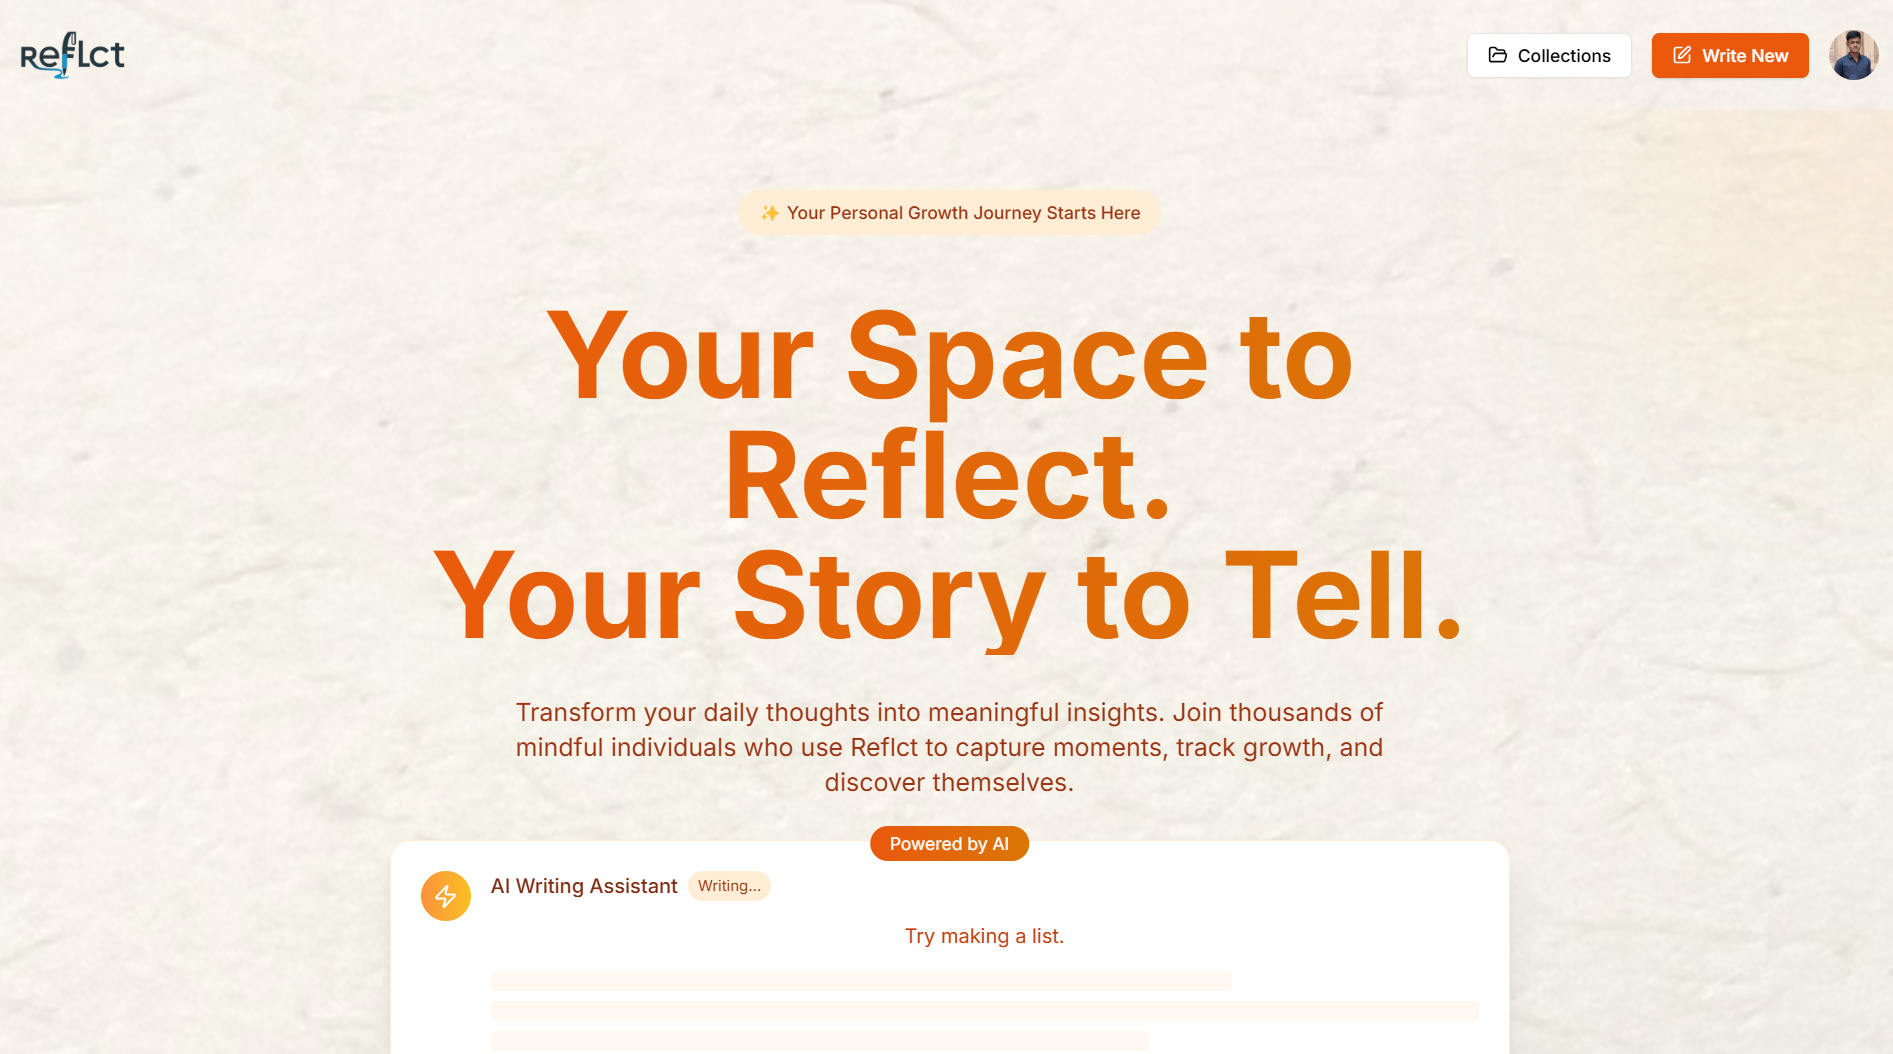 Reflct
Collections
Write New
✨ Your Personal Growth Journey Starts Here
Your Space to
Reflect.
Your Story to Tell.
Transform your daily thoughts into meaningful insights. Join thousands of
mindful individuals who use Reflct to capture moments, track growth, and
discover themselves.
Powered by AI
AI Writing Assistant
Writing...
Try making a list.